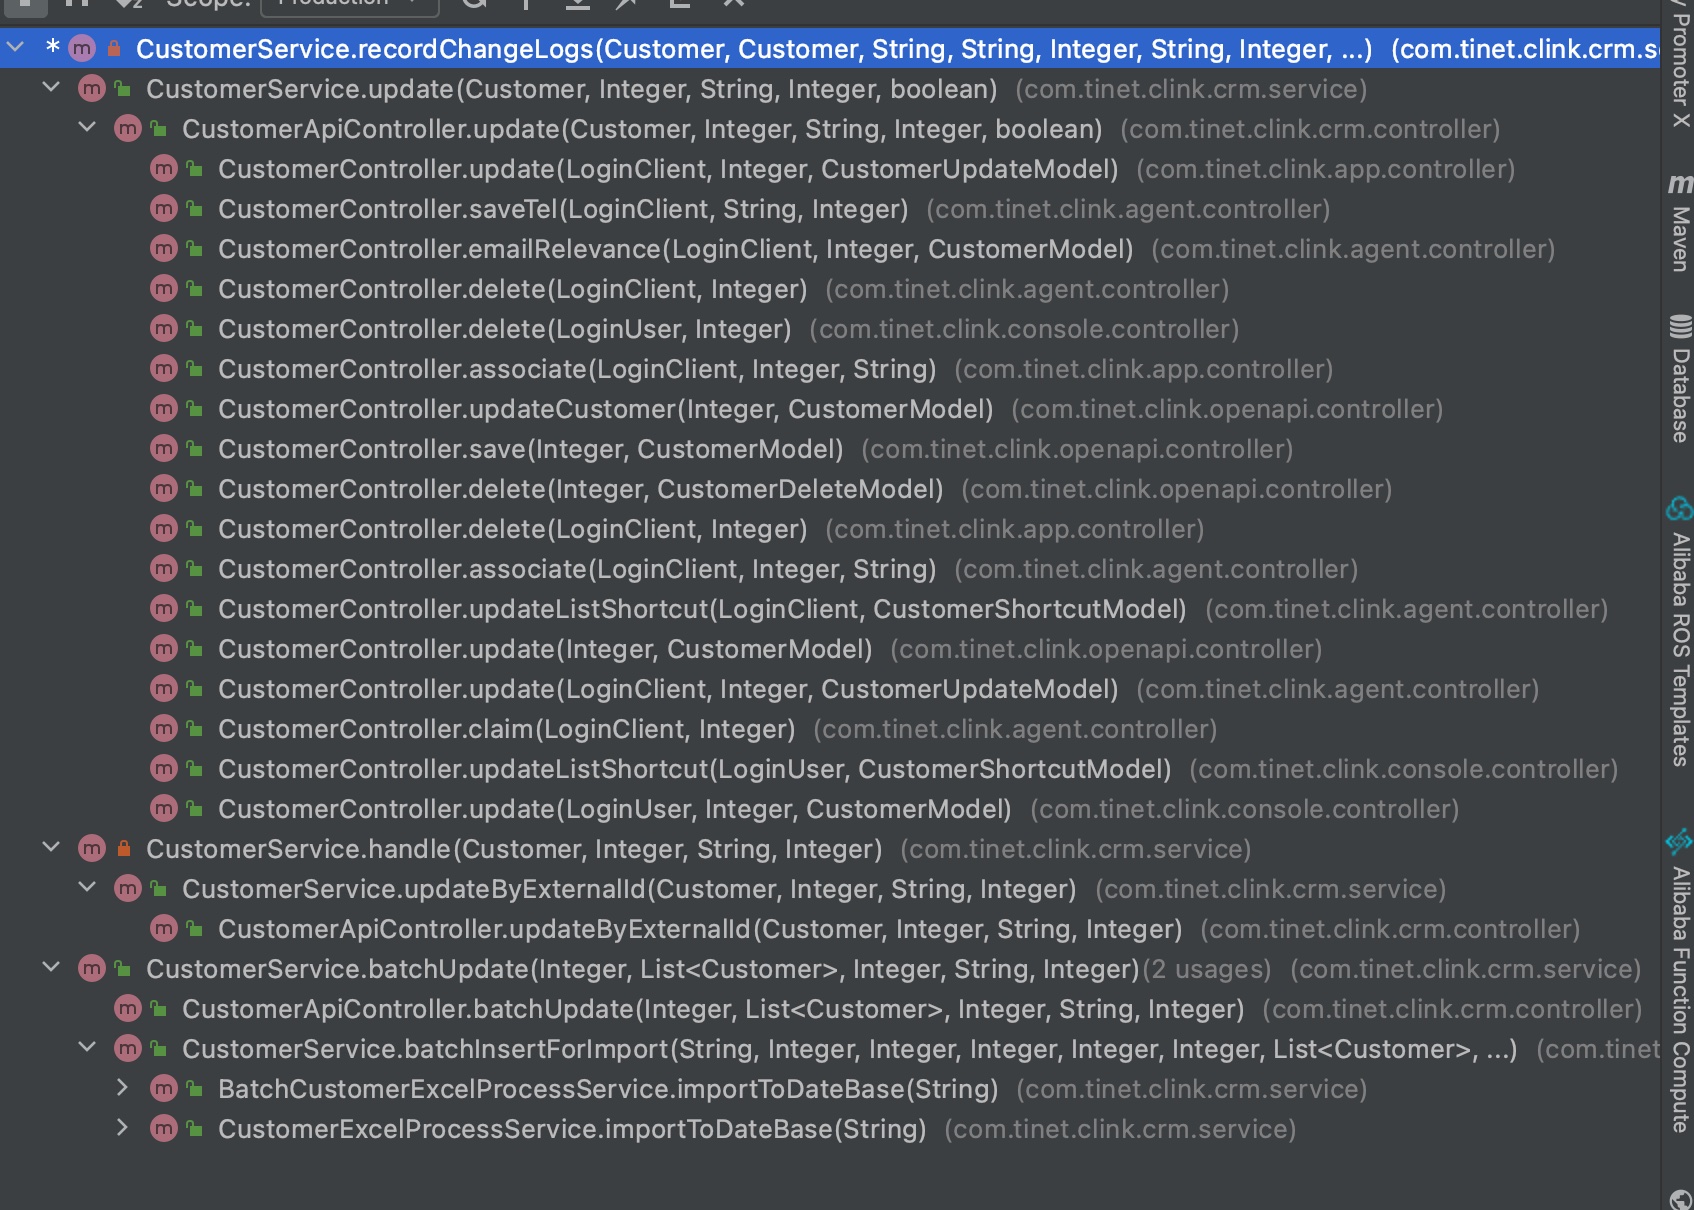 Scope: Production
* m CustomerService.recordChangeLogs(Customer, Customer, String, String, Integer, String, Integer, ...) (com.tinet.clink.crm.s
m CustomerService.update(Customer, Integer, String, Integer, boolean) (com.tinet.clink.crm.service)
m CustomerApiController.update(Customer, Integer, String, Integer, boolean) (com.tinet.clink.crm.controller)
m CustomerController.update(LoginClient, Integer, CustomerUpdateModel) (com.tinet.clink.app.controller)
m CustomerController.saveTel(LoginClient, String, Integer) (com.tinet.clink.agent.controller)
m CustomerController.emailRelevance(LoginClient, Integer, CustomerModel) (com.tinet.clink.agent.controller)
m CustomerController.delete(LoginClient, Integer) (com.tinet.clink.agent.controller)
m CustomerController.delete(LoginUser, Integer) (com.tinet.clink.console.controller)
m CustomerController.associate(LoginClient, Integer, String) (com.tinet.clink.app.controller)
m CustomerController.updateCustomer(Integer, CustomerModel) (com.tinet.clink.openapi.controller)
m CustomerController.save(Integer, CustomerModel) (com.tinet.clink.openapi.controller)
m CustomerController.delete(Integer, CustomerDeleteModel) (com.tinet.clink.openapi.controller)
m CustomerController.delete(LoginClient, Integer) (com.tinet.clink.app.controller)
m CustomerController.associate(LoginClient, Integer, String) (com.tinet.clink.agent.controller)
m CustomerController.updateListShortcut(LoginClient, CustomerShortcutModel) (com.tinet.clink.agent.controller)
m CustomerController.update(Integer, CustomerModel) (com.tinet.clink.openapi.controller)
m CustomerController.update(LoginClient, Integer, CustomerUpdateModel) (com.tinet.clink.agent.controller)
m CustomerController.claim(LoginClient, Integer) (com.tinet.clink.agent.controller)
m CustomerController.updateListShortcut(LoginUser, CustomerShortcutModel) (com.tinet.clink.console.controller)
m CustomerController.update(LoginUser, Integer, CustomerModel) (com.tinet.clink.console.controller)
m CustomerService.handle(Customer, Integer, String, Integer) (com.tinet.clink.crm.service)
m CustomerService.updateByExternalId(Customer, Integer, String, Integer) (com.tinet.clink.crm.service)
m CustomerApiController.updateByExternalId(Customer, Integer, String, Integer) (com.tinet.clink.crm.controller)
m CustomerService.batchUpdate(Integer, List<Customer>, Integer, String, Integer)(2 usages) (com.tinet.clink.crm.service)
m CustomerApiController.batchUpdate(Integer, List<Customer>, Integer, String, Integer) (com.tinet.clink.crm.controller)
m CustomerService.batchInsertForImport(String, Integer, Integer, Integer, Integer, Integer, List<Customer>, ...) (com.tinet
m BatchCustomerExcelProcessService.importToDateBase(String) (com.tinet.clink.crm.service)
m CustomerExcelProcessService.importToDateBase(String) (com.tinet.clink.crm.service)
y Promoter X
m Maven
Database
Alibaba ROS Templates
Alibaba Function Compute